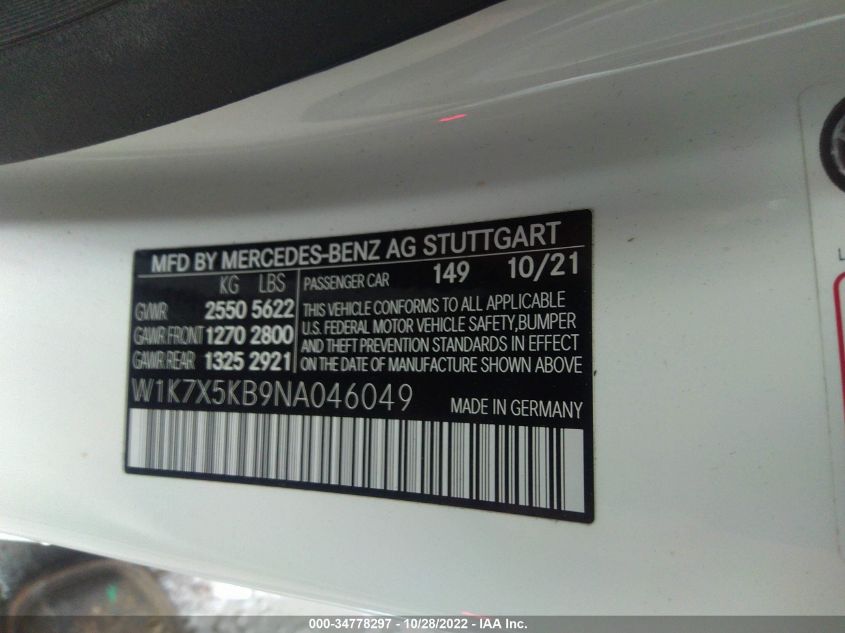 MFD BY MERCEDES-BENZ AG STUTTGART
KG LBS
GVWR 2550 5622
GAWR FRONT 1270 2800
GAWR REAR 1325 2921
PASSENGER CAR 149 10/21
THIS VEHICLE CONFORMS TO ALL APPLICABLE
U.S. FEDERAL MOTOR VEHICLE SAFETY,BUMPER
AND THEFT PREVENTION STANDARDS IN EFFECT
ON THE DATE OF MANUFACTURE SHOWN ABOVE
W1K7X5KB9NA046049 MADE IN GERMANY
L
000-34778297 - 10/28/2022 - IAA Inc.